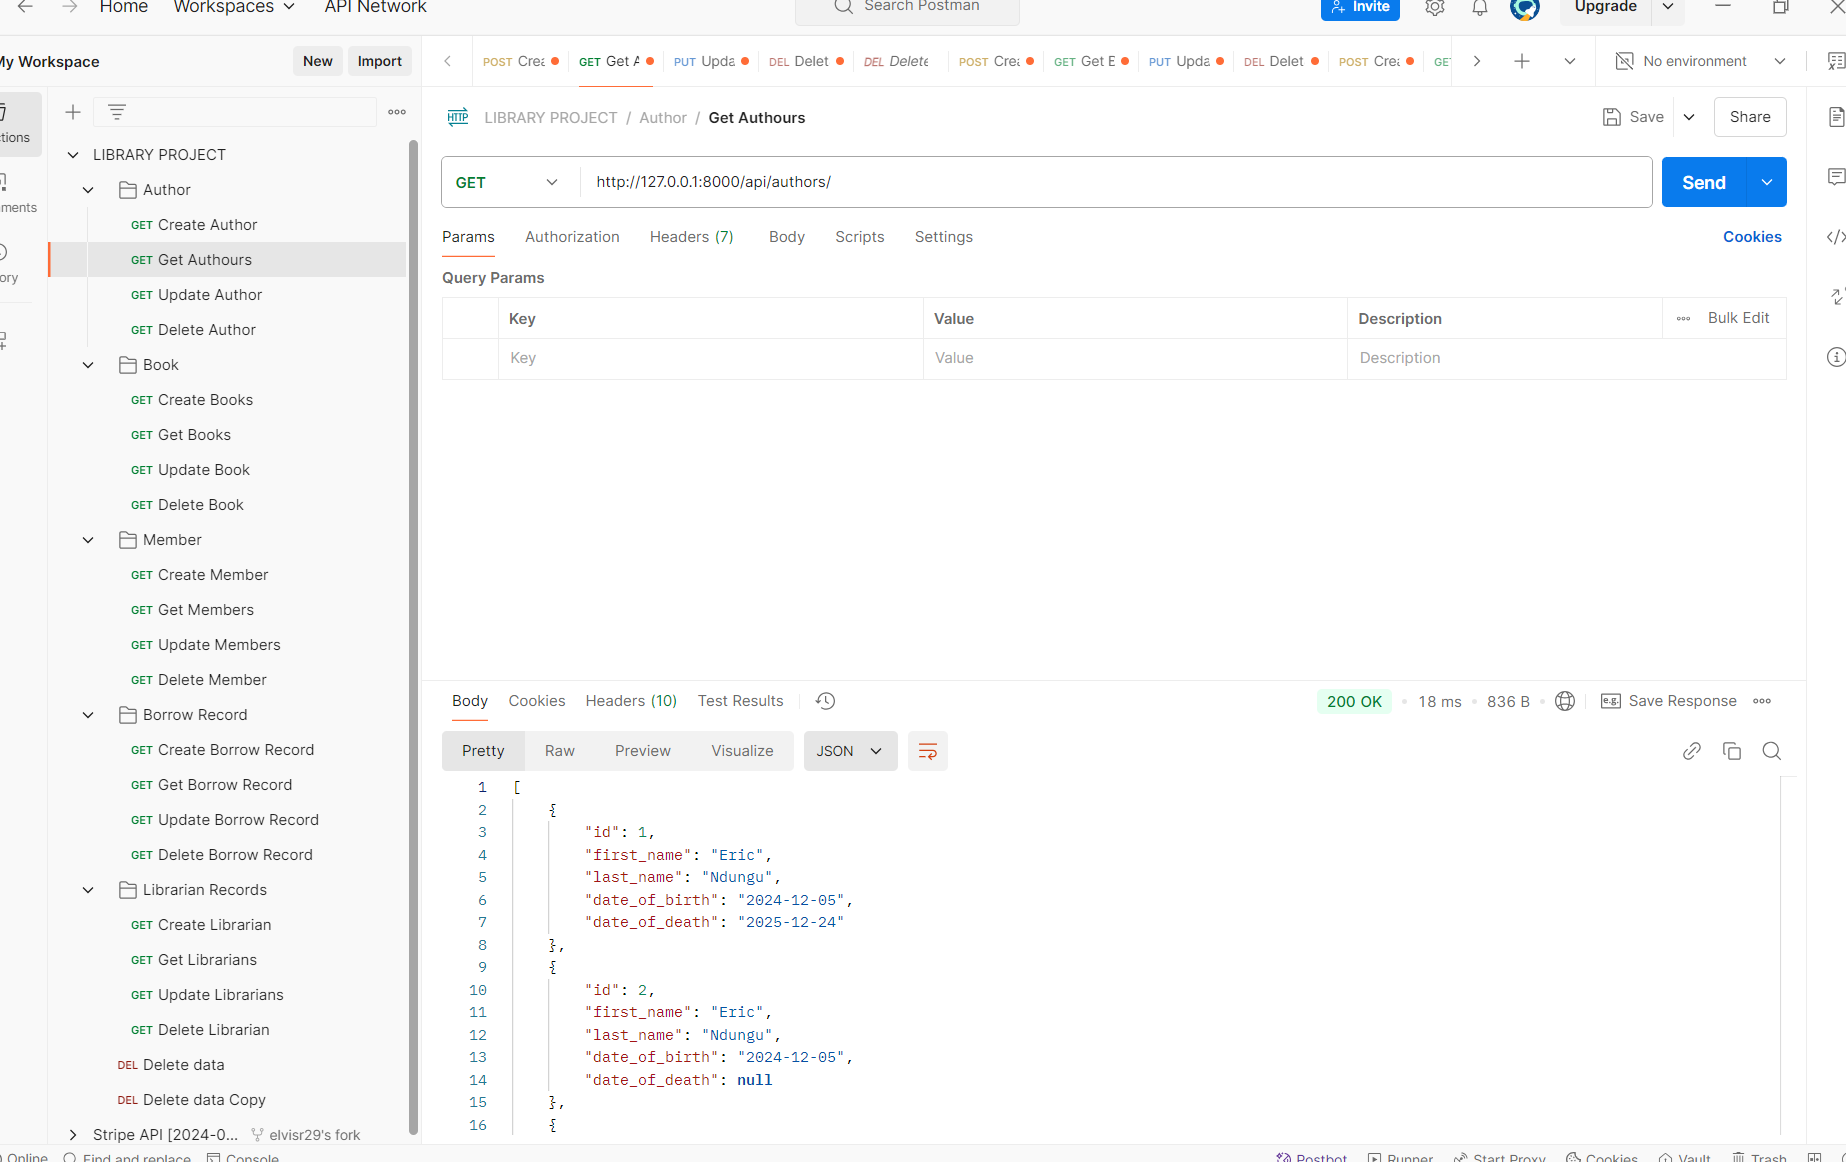 Home Workspaces API Network Search Postman Invite Upgrade
My Workspace New Import
POST Crea GET Get A PUT Upda DEL Delet DEL Delete POST Crea GET Get B PUT Upda DEL Delet POST Crea GET No environment
LIBRARY PROJECT / Author / Get Authours Save Share
GET http://127.0.0.1:8000/api/authors/ Send
Params Authorization Headers (7) Body Scripts Settings Cookies
Query Params
Key Value Description Bulk Edit
Key Value Description
LIBRARY PROJECT
Author
GET Create Author
GET Get Authours
GET Update Author
GET Delete Author
Book
GET Create Books
GET Get Books
GET Update Book
GET Delete Book
Member
GET Create Member
GET Get Members
GET Update Members
GET Delete Member
Borrow Record
GET Create Borrow Record
GET Get Borrow Record
GET Update Borrow Record
GET Delete Borrow Record
Librarian Records
GET Create Librarian
GET Get Librarians
GET Update Librarians
GET Delete Librarian
DEL Delete data
DEL Delete data Copy
Stripe API [2024-0... elvisr29's fork
Body Cookies Headers (10) Test Results 200 OK • 18 ms • 836 B • e.g. Save Response
Pretty Raw Preview Visualize JSON
1 [
2 {
3 "id": 1,
4 "first_name": "Eric",
5 "last_name": "Ndungu",
6 "date_of_birth": "2024-12-05",
7 "date_of_death": "2025-12-24"
8 },
9 {
10 "id": 2,
11 "first_name": "Eric",
12 "last_name": "Ndungu",
13 "date_of_birth": "2024-12-05",
14 "date_of_death": null
15 },
16 {
Online Find and replace Console Postbot Runner Start Proxy Cookies Vault Trash